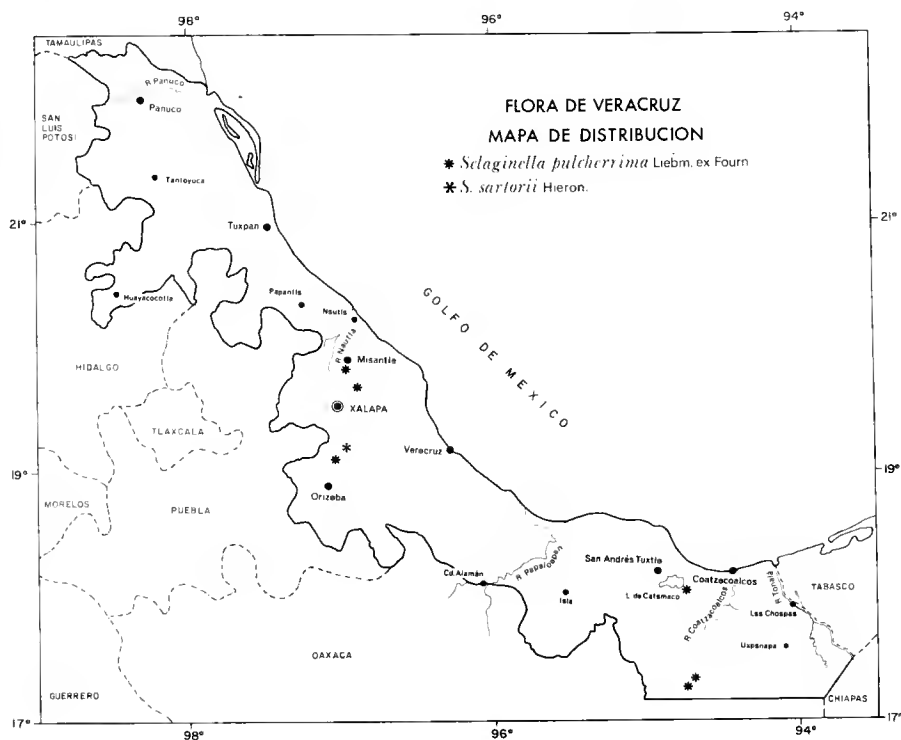 98° 96° 94°
TAMAULIPAS
R Panuco
Panuco
SAN
LUIS
POTOSI
FLORA DE VERACRUZ
MAPA DE DISTRIBUCION
Selaginella pulcherrima Liebm. ex Fourn
S. sartorii Hieron.
Tantoyuca
21° 21°
Tuxpan
Huayacocotla
Papantla
Nautla
GOLFO DE MEXICO
R Nautla
Misantla
HIDALGO
XALAPA
TLAXCALA
Veracruz
19° 19°
Orizaba
MORELOS
PUEBLA
San Andrés Tuxtla
Coatzacoalcos
R Papaloapan
Cd. Alamán
R Tonalá
TABASCO
L de Catemaco
Isla
R Coatzacoalcos
Las Choapas
Uxpanapa
OAXACA
GUERRERO
CHIAPAS
17° 17°
98° 96° 94°